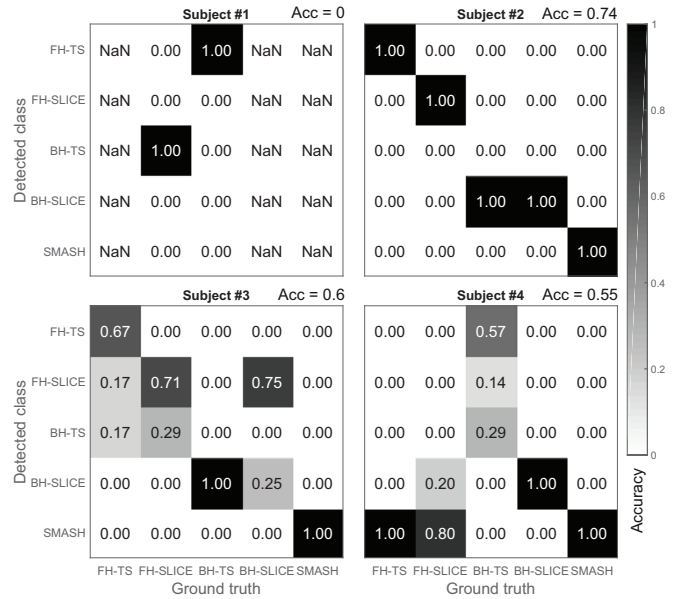 Subject #1 Acc = 0
FH-TS NaN 0.00 1.00 NaN NaN
FH-SLICE NaN 0.00 0.00 NaN NaN
BH-TS NaN 1.00 0.00 NaN NaN
BH-SLICE NaN 0.00 0.00 NaN NaN
SMASH NaN 0.00 0.00 NaN NaN
Detected class
Subject #2 Acc = 0.74
1.00 0.00 0.00 0.00 0.00
0.00 1.00 0.00 0.00 0.00
0.00 0.00 0.00 0.00 0.00
0.00 0.00 1.00 1.00 0.00
0.00 0.00 0.00 0.00 1.00
Subject #3 Acc = 0.6
FH-TS 0.67 0.00 0.00 0.00 0.00
FH-SLICE 0.17 0.71 0.00 0.75 0.00
BH-TS 0.17 0.29 0.00 0.00 0.00
BH-SLICE 0.00 0.00 1.00 0.25 0.00
SMASH 0.00 0.00 0.00 0.00 1.00
Detected class
FH-TS FH-SLICE BH-TS BH-SLICE SMASH
Ground truth
Subject #4 Acc = 0.55
0.00 0.00 0.57 0.00 0.00
0.00 0.00 0.14 0.00 0.00
0.00 0.00 0.29 0.00 0.00
0.00 0.20 0.00 1.00 0.00
1.00 0.80 0.00 0.00 1.00
FH-TS FH-SLICE BH-TS BH-SLICE SMASH
Ground truth
1
0.8
0.6
0.4
0.2
0
Accuracy